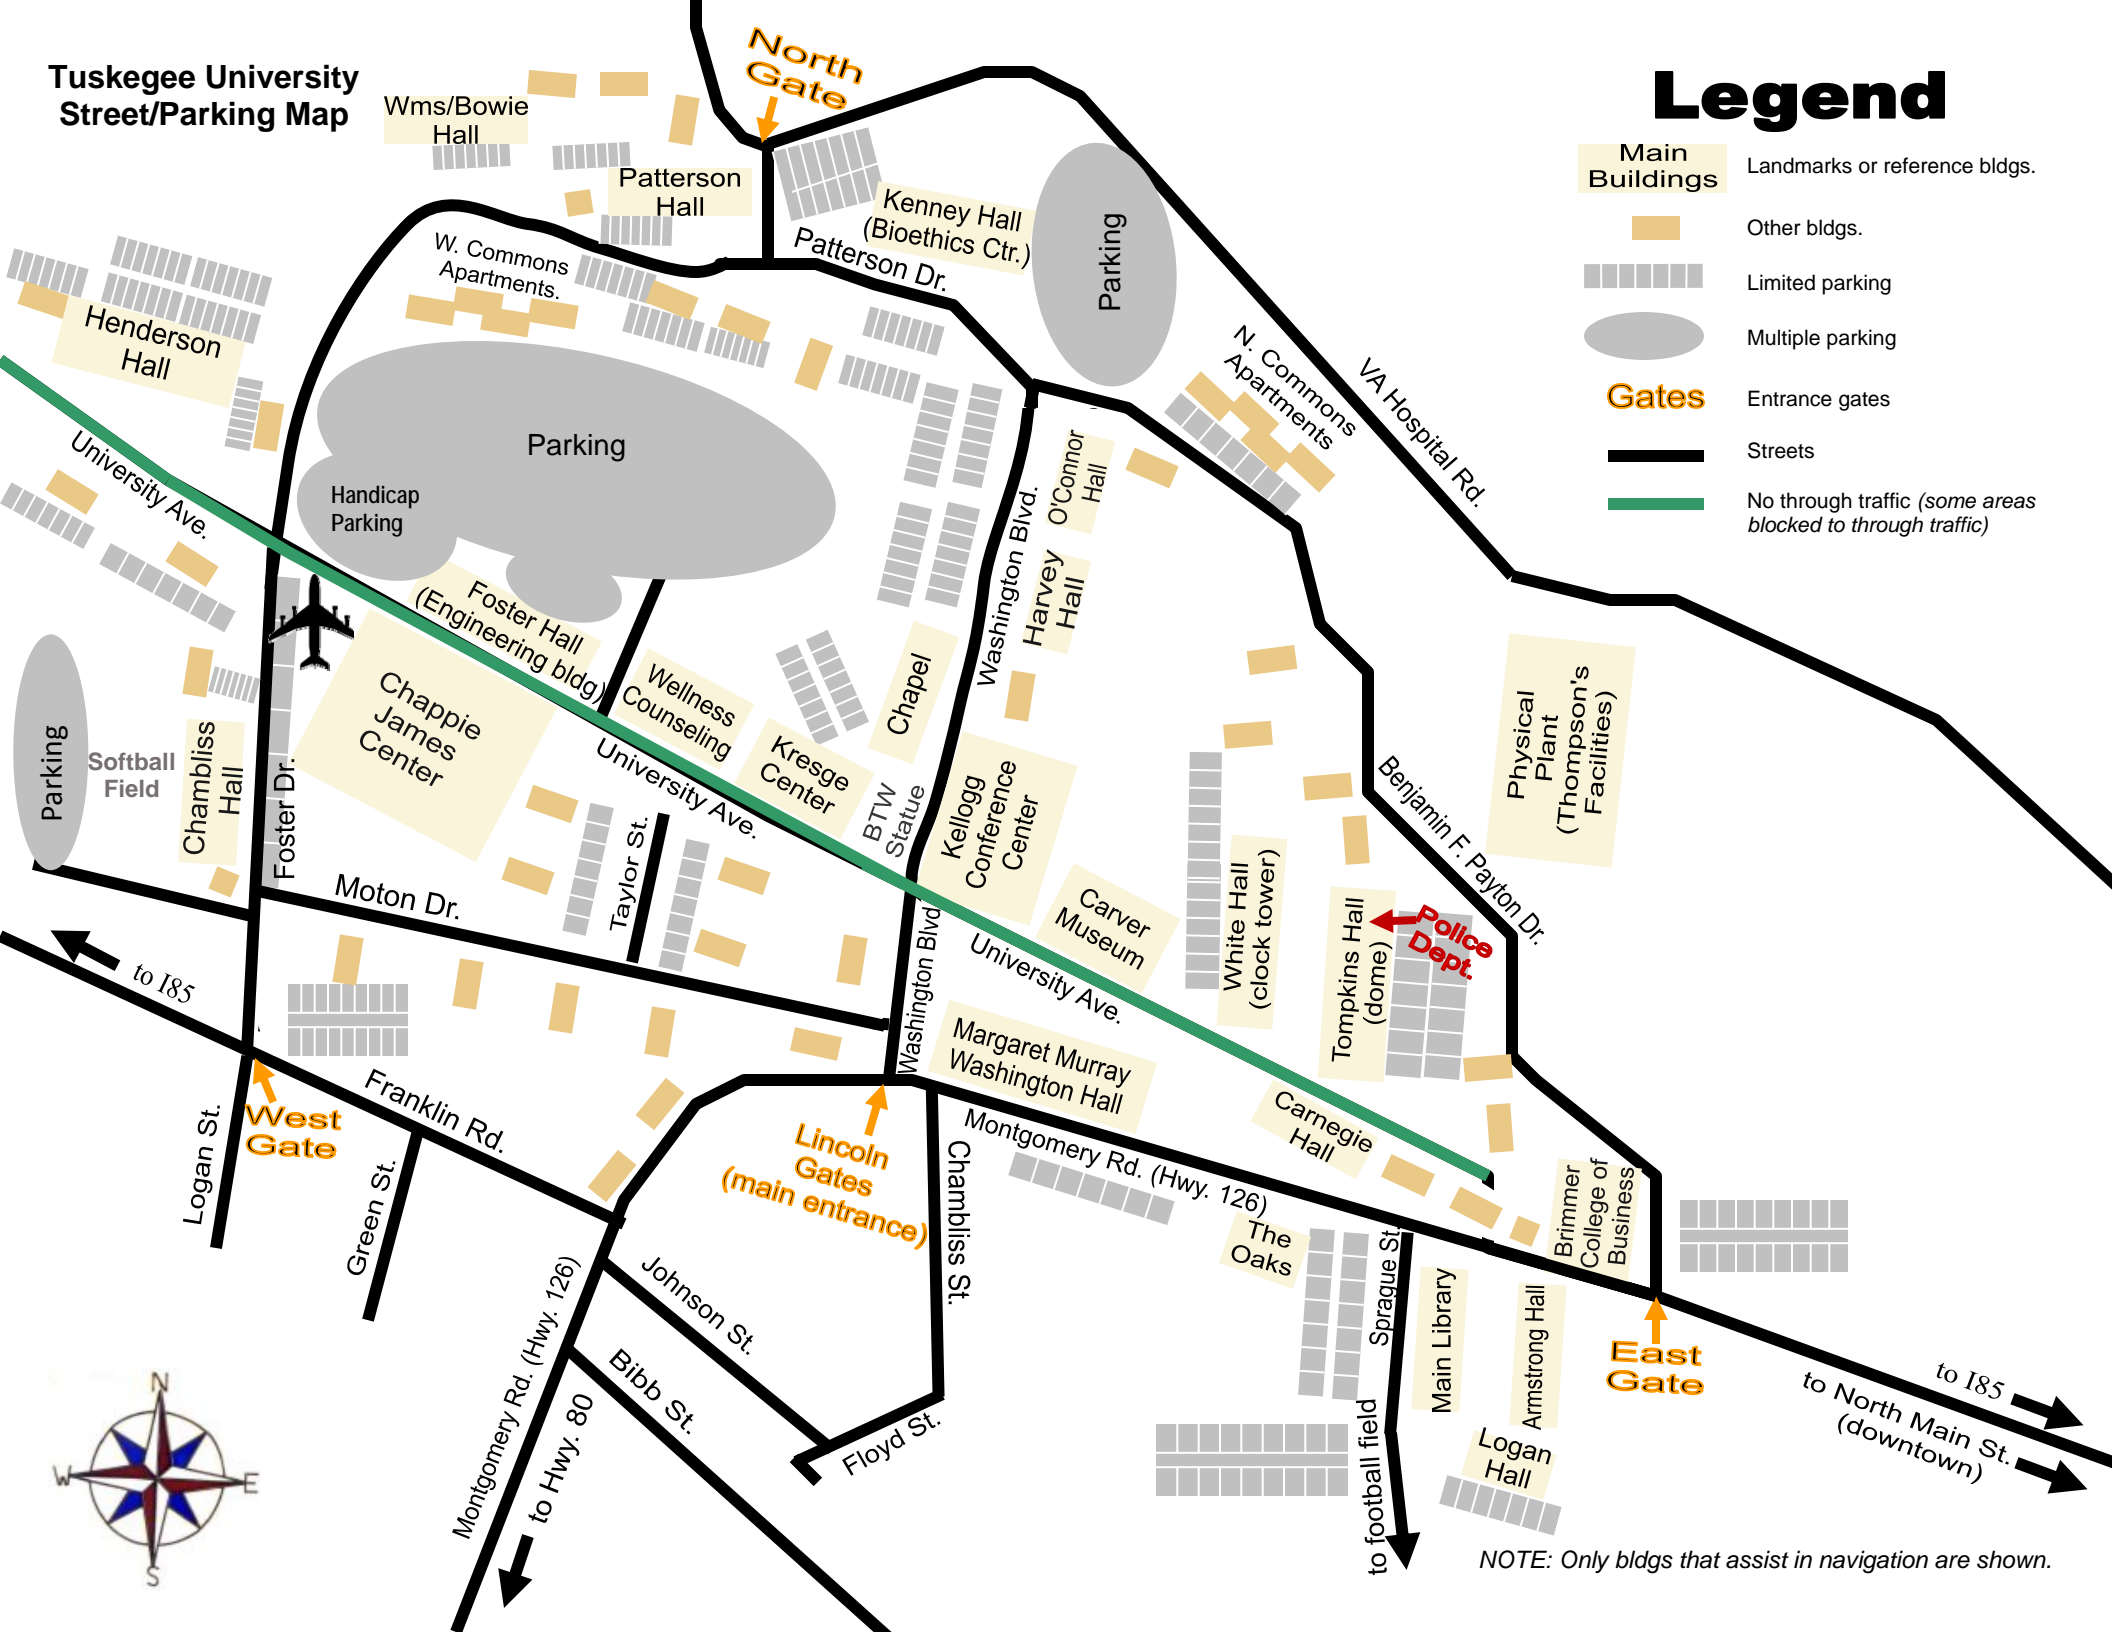 Tuskegee University
Street/Parking Map
North
Gate
Wms/Bowie
Hall
Patterson
Hall
Kenney Hall
(Bioethics Ctr.)
Parking
Patterson Dr.
W. Commons
Apartments.
Henderson
Hall
N. Commons
Apartments
VA Hospital Rd.
Legend
Main
Buildings
Landmarks or reference bldgs.
Other bldgs.
Limited parking
Multiple parking
Gates
Entrance gates
Streets
No through traffic (some areas
blocked to through traffic)
University Ave.
Parking
Handicap
Parking
O'Connor
Hall
Washington Blvd.
Harvey
Hall
Foster Hall
(Engineering bldg)
Chappie
James
Center
Wellness
Counseling
Kresge
Center
Chapel
BTW
Statue
Kellogg
Conference
Center
Physical
Plant
(Thompson's
Facilities)
Parking
Softball
Field
Chambliss
Hall
Foster Dr.
University Ave.
Taylor St.
Moton Dr.
Carver
Museum
White Hall
(clock tower)
Tompkins Hall
(dome)
Police
Dept.
Benjamin F. Payton Dr.
to I85
Washington Blvd
University Ave.
Margaret Murray
Washington Hall
Carnegie
Hall
Franklin Rd.
West
Gate
Logan St.
Green St.
Lincoln
Gates
(main entrance)
Chambliss St.
Montgomery Rd. (Hwy. 126)
The
Oaks
Sprague St.
Main Library
Armstrong Hall
Brimmer
College of
Business
East
Gate
Johnson St.
Bibb St.
Floyd St.
Montgomery Rd. (Hwy. 126)
to Hwy. 80
to football field
Logan
Hall
to I85
to North Main St.
(downtown)
N
W
E
S
NOTE: Only bldgs that assist in navigation are shown.